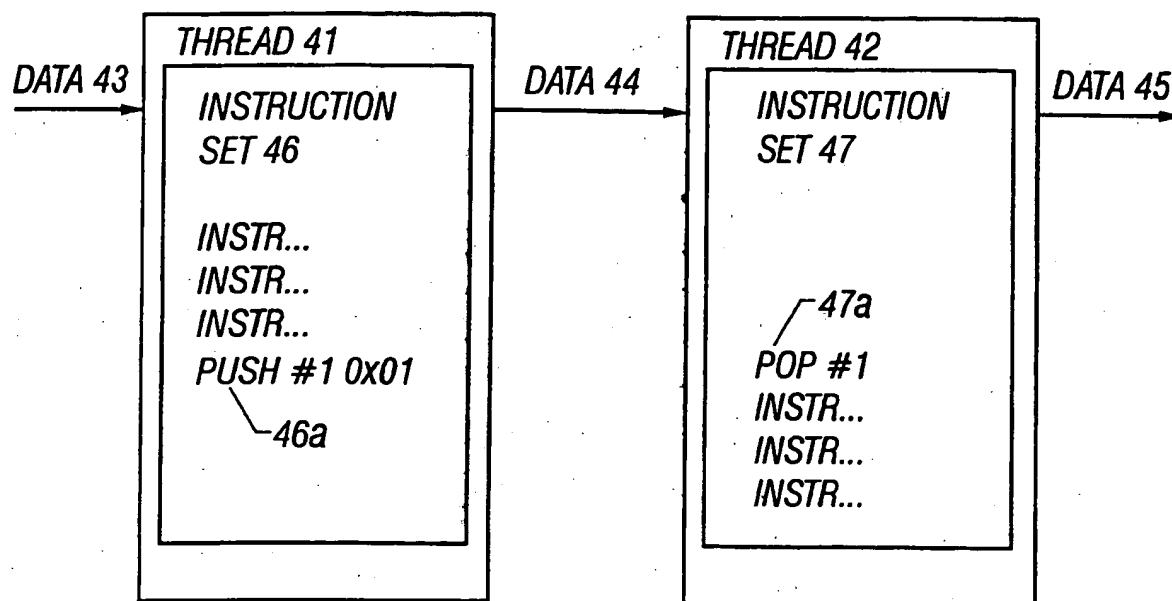 DATA 43
THREAD 41
INSTRUCTION
SET 46
INSTR...
INSTR...
INSTR...
PUSH #1 0x01
46a
DATA 44
THREAD 42
INSTRUCTION
SET 47
47a
POP #1
INSTR...
INSTR...
INSTR...
DATA 45